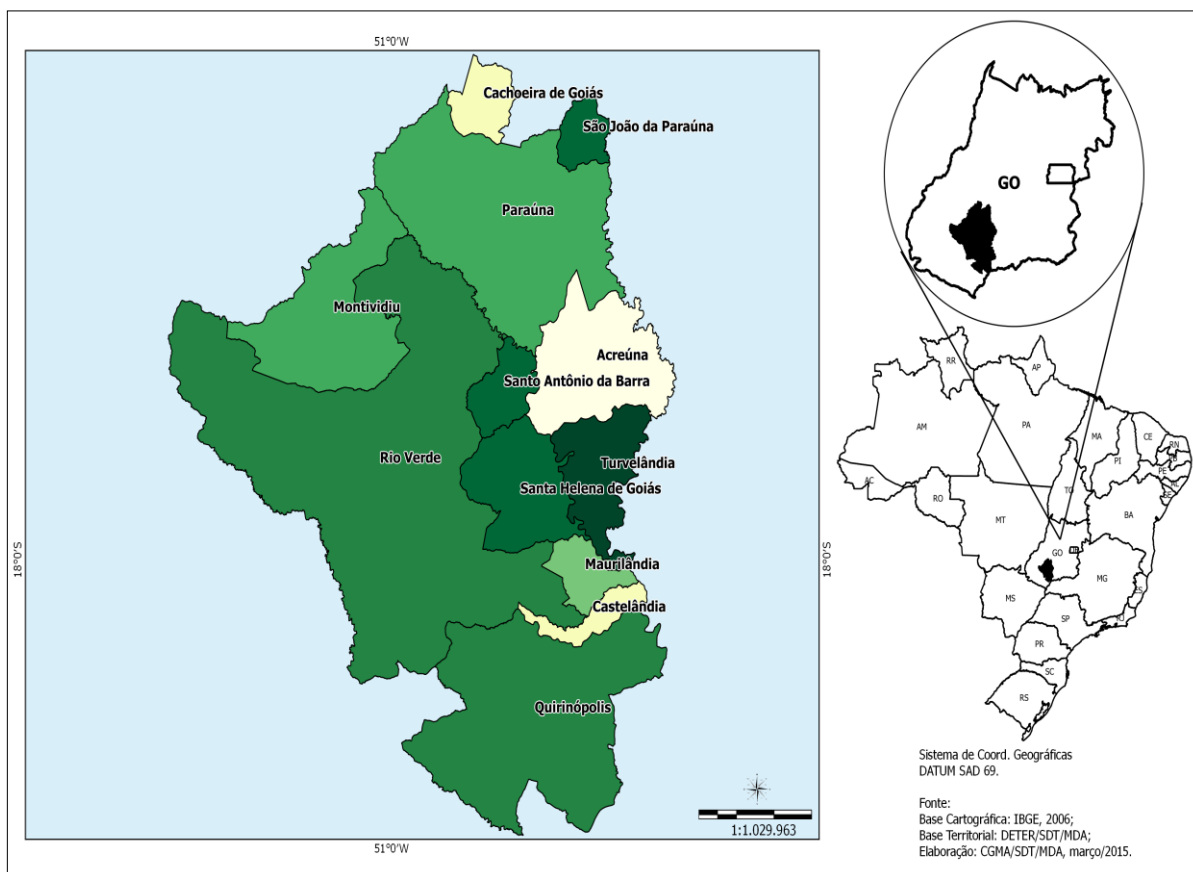 51°0'W
Cachoeira de Goiás
São João da Paraúna
Paraúna
Montividiu
Acreúna
Santo Antônio da Barra
Rio Verde
Turvelândia
Santa Helena de Goiás
18°0'S
18°0'S
Maurilândia
Castelândia
Quirinópolis
1:1.029.963
51°0'W
GO
RR
AP
AM
PA
MA
CE
RN
PI
PE
AC
RO
TO
MT
BA
GO
MG
MS
SP
PR
SC
RS
Sistema de Coord. Geográficas
DATUM SAD 69.
Fonte:
Base Cartográfica: IBGE, 2006;
Base Territorial: DETER/SDT/MDA;
Elaboração: CGMA/SDT/MDA, março/2015.